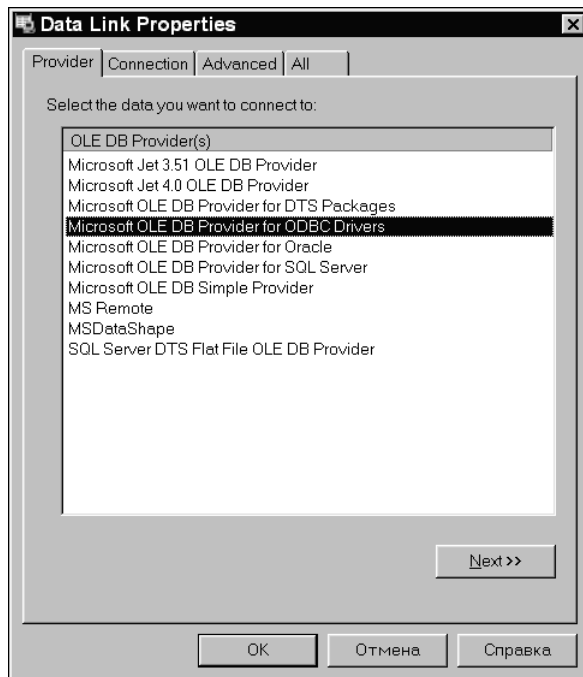 Data Link Properties
Provider Connection Advanced All
Select the data you want to connect to:
OLE DB Provider(s)
Microsoft Jet 3.51 OLE DB Provider
Microsoft Jet 4.0 OLE DB Provider
Microsoft OLE DB Provider for DTS Packages
Microsoft OLE DB Provider for ODBC Drivers
Microsoft OLE DB Provider for Oracle
Microsoft OLE DB Provider for SQL Server
Microsoft OLE DB Simple Provider
MS Remote
MSDataShape
SQL Server DTS Flat File OLE DB Provider
Next >>
OK Отмена Справка